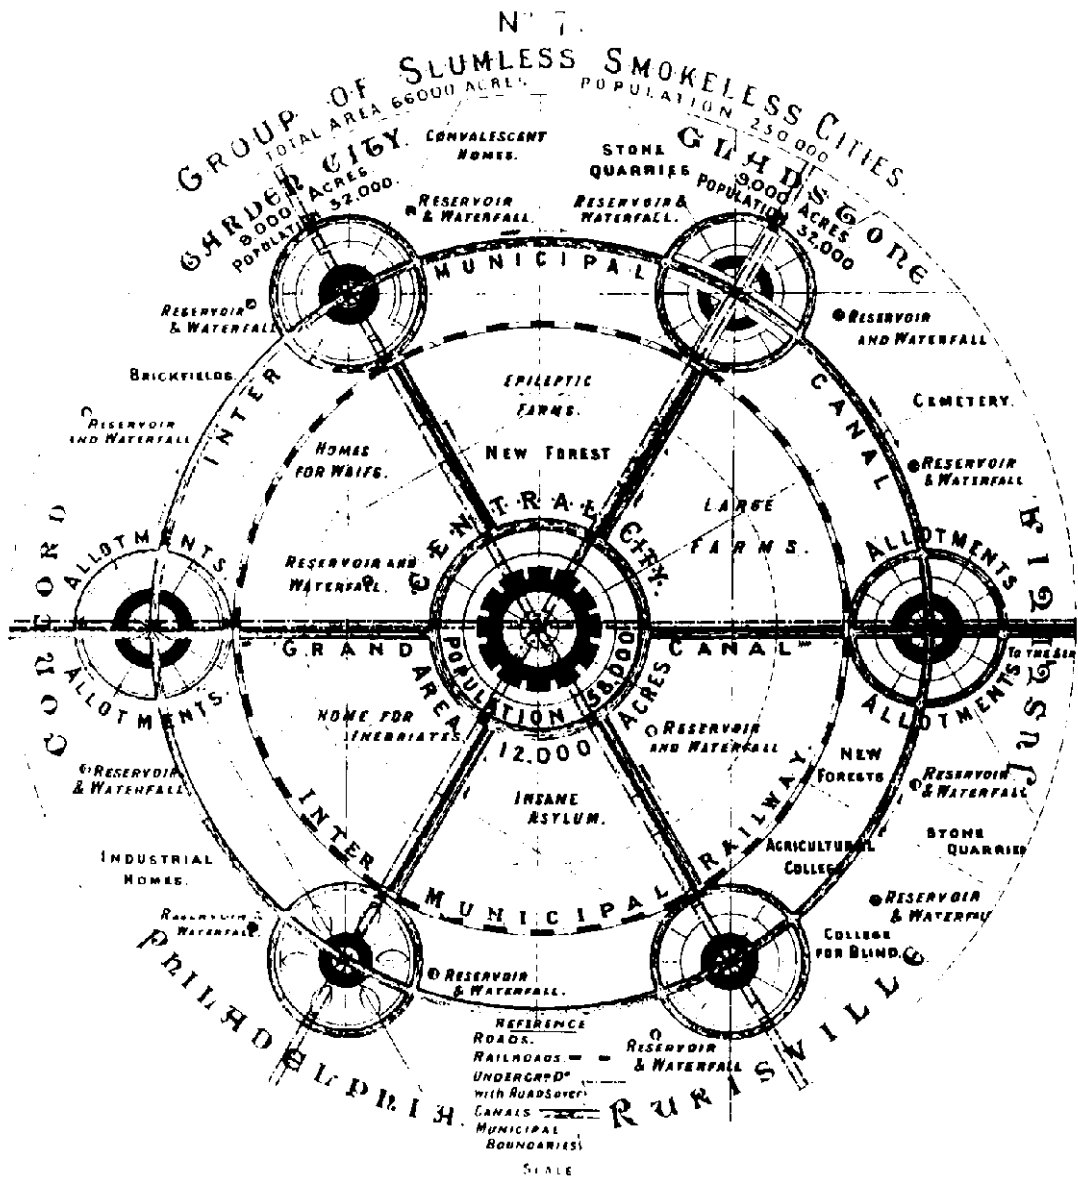 Nº 7.
GROUP OF SLUMLESS SMOKELESS CITIES
TOTAL AREA 66000 ACRES POPULATION 250,000
GARDEN CITY.
9,000 ACRES
POPULATION 32,000.
CONVALESCENT
HOMES.
STONE
QUARRIES
GLADSTONE
9,000 ACRES
POPULATION 32,000
RESERVOIR
& WATERFALL
RESERVOIR &
WATERFALL.
INTER MUNICIPAL CANAL
RESERVOIR
& WATERFALL
RESERVOIR
AND WATERFALL
BRICKFIELDS.
EPILEPTIC
FARMS.
CEMETERY.
RESERVOIR
AND WATERFALL
HOMES
FOR WAIFS.
NEW FOREST
RESERVOIR
& WATERFALL
LARGE
FARMS.
CENTRAL CITY.
RESERVOIR AND
WATERFALL.
CONCORD
ALLOTMENTS.
ALLOTMENTS
JUSTITIA
GRAND CANAL
TO THE SEA
ALLOTMENTS.
ALLOTMENTS
POPULATION 58,000
AREA 12,000 ACRES
HOME FOR
INEBRIATES.
RESERVOIR
AND WATERFALL
NEW
FORESTS
RESERVOIR
& WATERFALL
RESERVOIR
& WATERFALL
INSANE
ASYLUM.
INTER MUNICIPAL RAILWAY.
AGRICULTURAL
COLLEGE
STONE
QUARRIES
INDUSTRIAL
HOMES.
RESERVOIR &
WATERFALL
RESERVOIR
& WATERFALL
COLLEGE
FOR BLIND.
RESERVOIR
& WATERFALL.
PHILADELPHIA.
RURISVILLE
REFERENCE
ROADS.
RAILROADS.
UNDERGRD Dº
with ROADS over
CANALS
MUNICIPAL
BOUNDARIES
RESERVOIR
& WATERFALL
SCALE